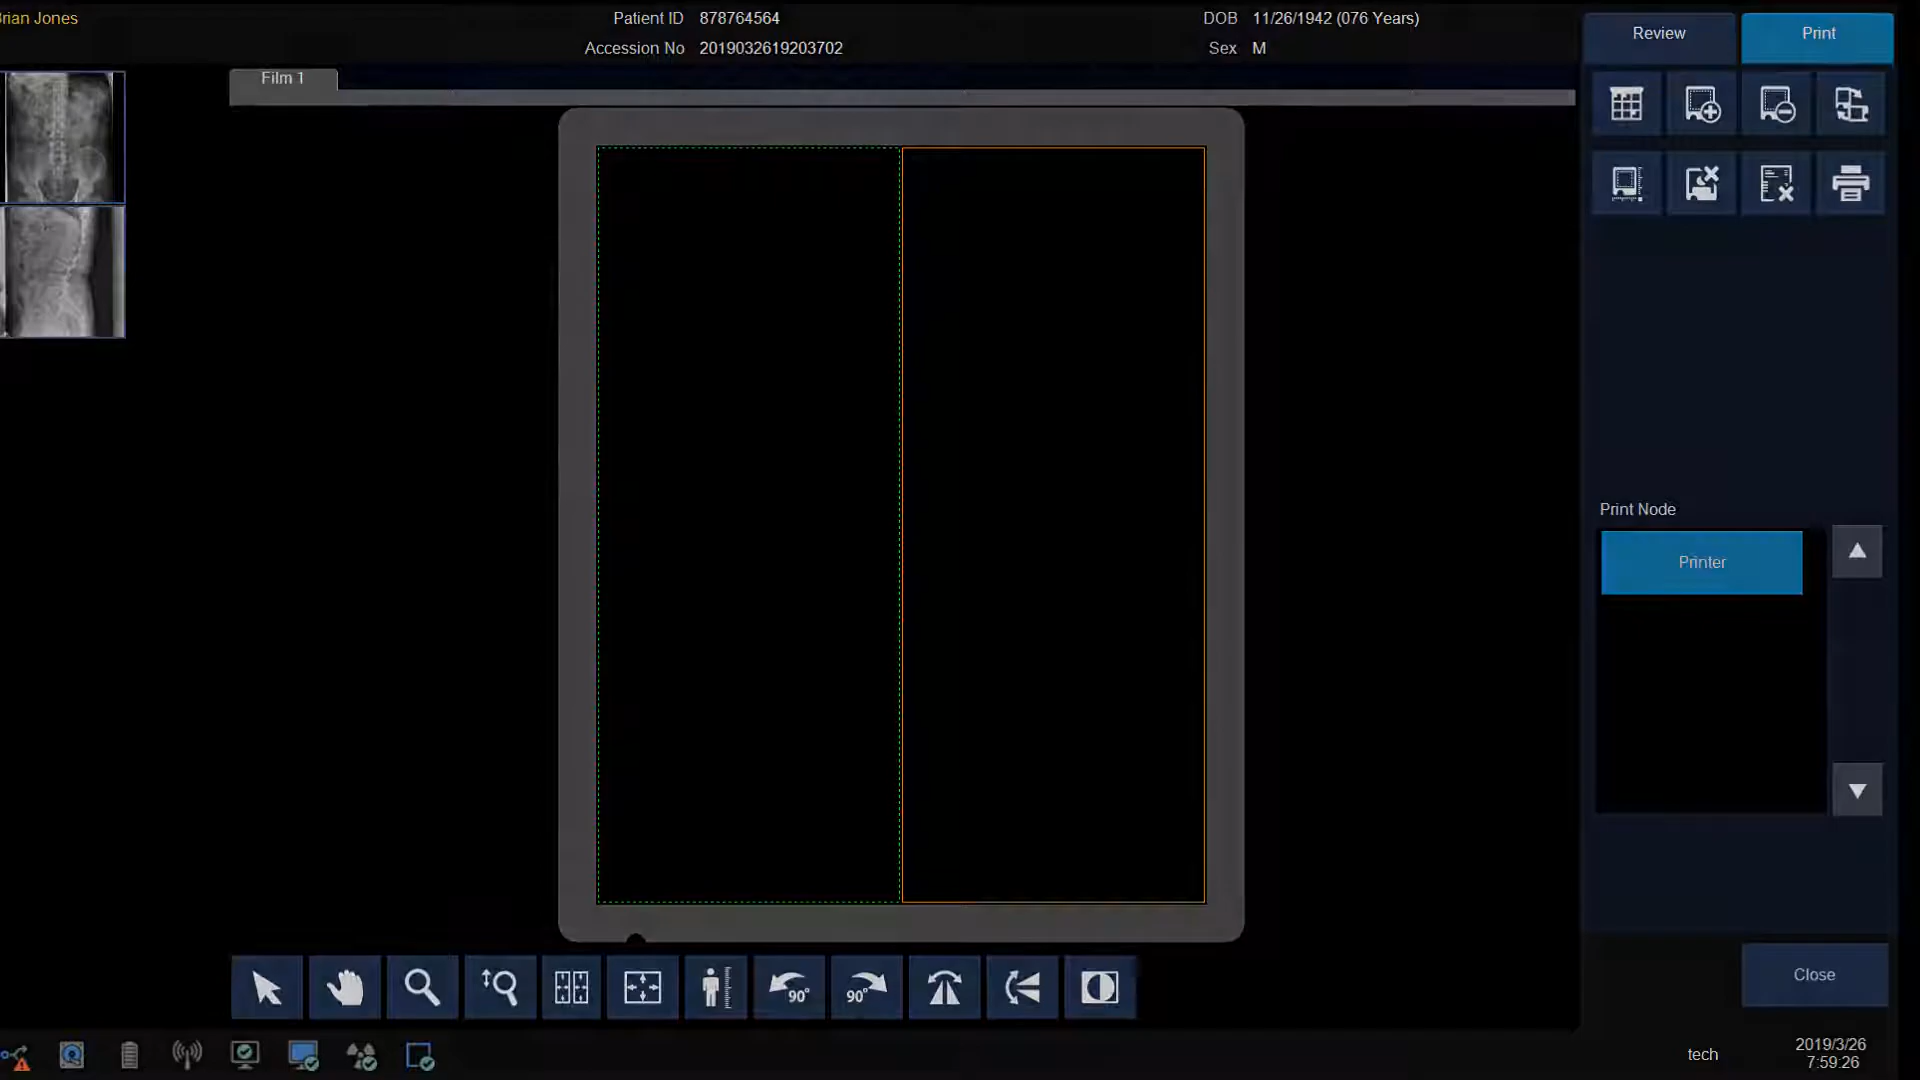 rian Jones
Patient ID 878764564
DOB 11/26/1942 (076 Years)
Accession No 2019032619203702
Sex M
Review
Print
Film 1
Print Node
Printer
90°
90°
Close
tech
2019/3/26
7:59:26